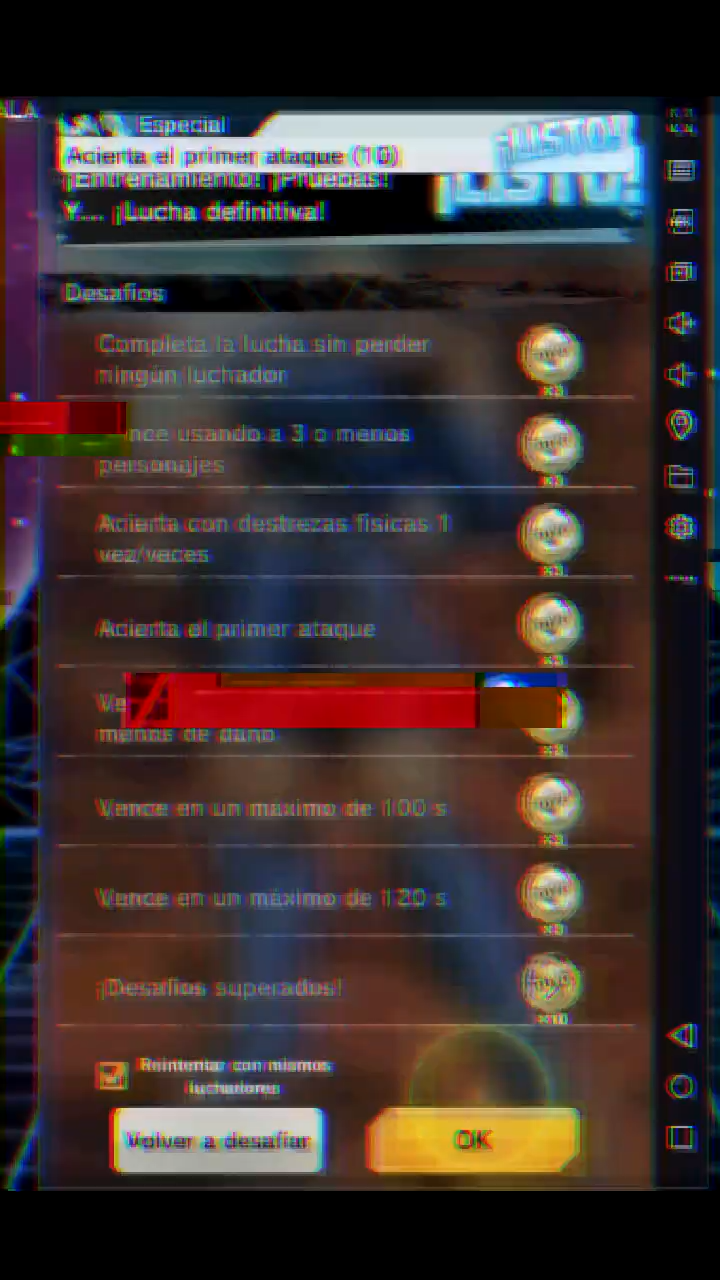 Especial
Acierta el primer ataque (10)
¡LISTO!
¡Entrenamiento! ¡Pruebas!
¡LISTO!
Y... ¡Lucha definitiva!
Desafíos
Completa la lucha sin perder
ningún luchador
nce usando a 3 o menos
personajes
Acierta con destrezas físicas 1
vez/veces
Acierta el primer ataque
Ve
menos de daño
Vence en un máximo de 100 s
Vence en un máximo de 120 s
¡Desafíos superados!
Reintentar con mismos
luchadores
Volver a desafiar
OK